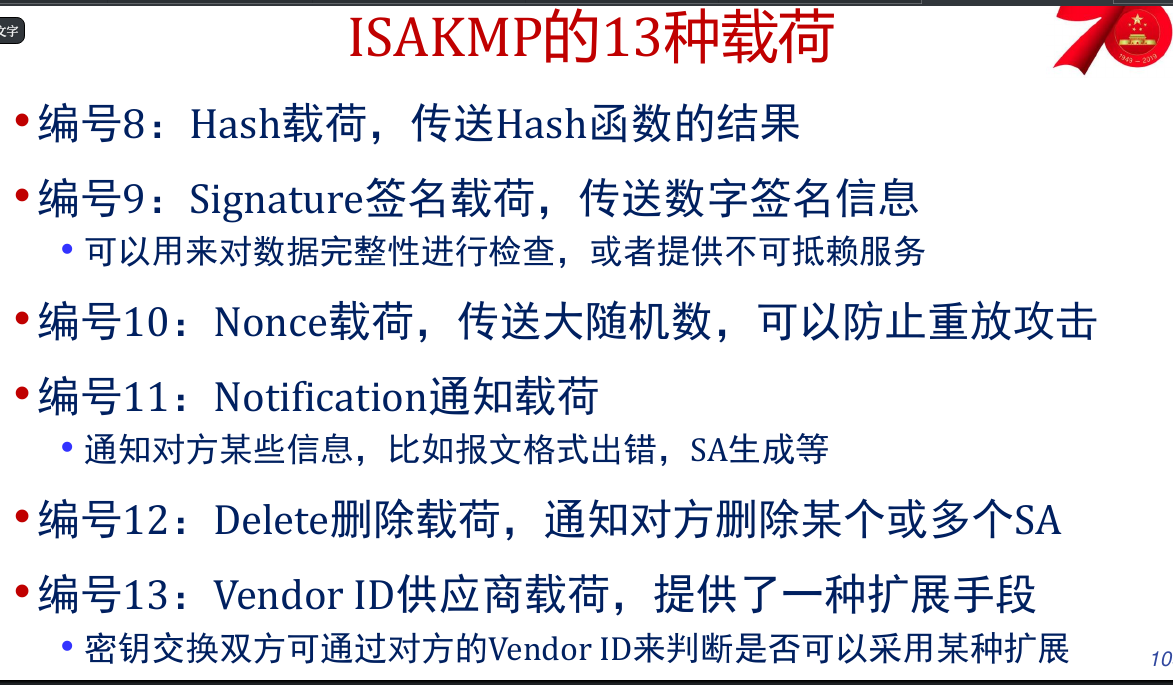 ISAKMP的13种载荷
文字
1949 – 2019
•编号8：Hash载荷，传送Hash函数的结果
•编号9：Signature签名载荷，传送数字签名信息
•可以用来对数据完整性进行检查，或者提供不可抵赖服务
•编号10：Nonce载荷，传送大随机数，可以防止重放攻击
•编号11：Notification通知载荷
•通知对方某些信息，比如报文格式出错，SA生成等
•编号12：Delete删除载荷，通知对方删除某个或多个SA
•编号13：Vendor ID供应商载荷，提供了一种扩展手段
•密钥交换双方可通过对方的Vendor ID来判断是否可以采用某种扩展
10